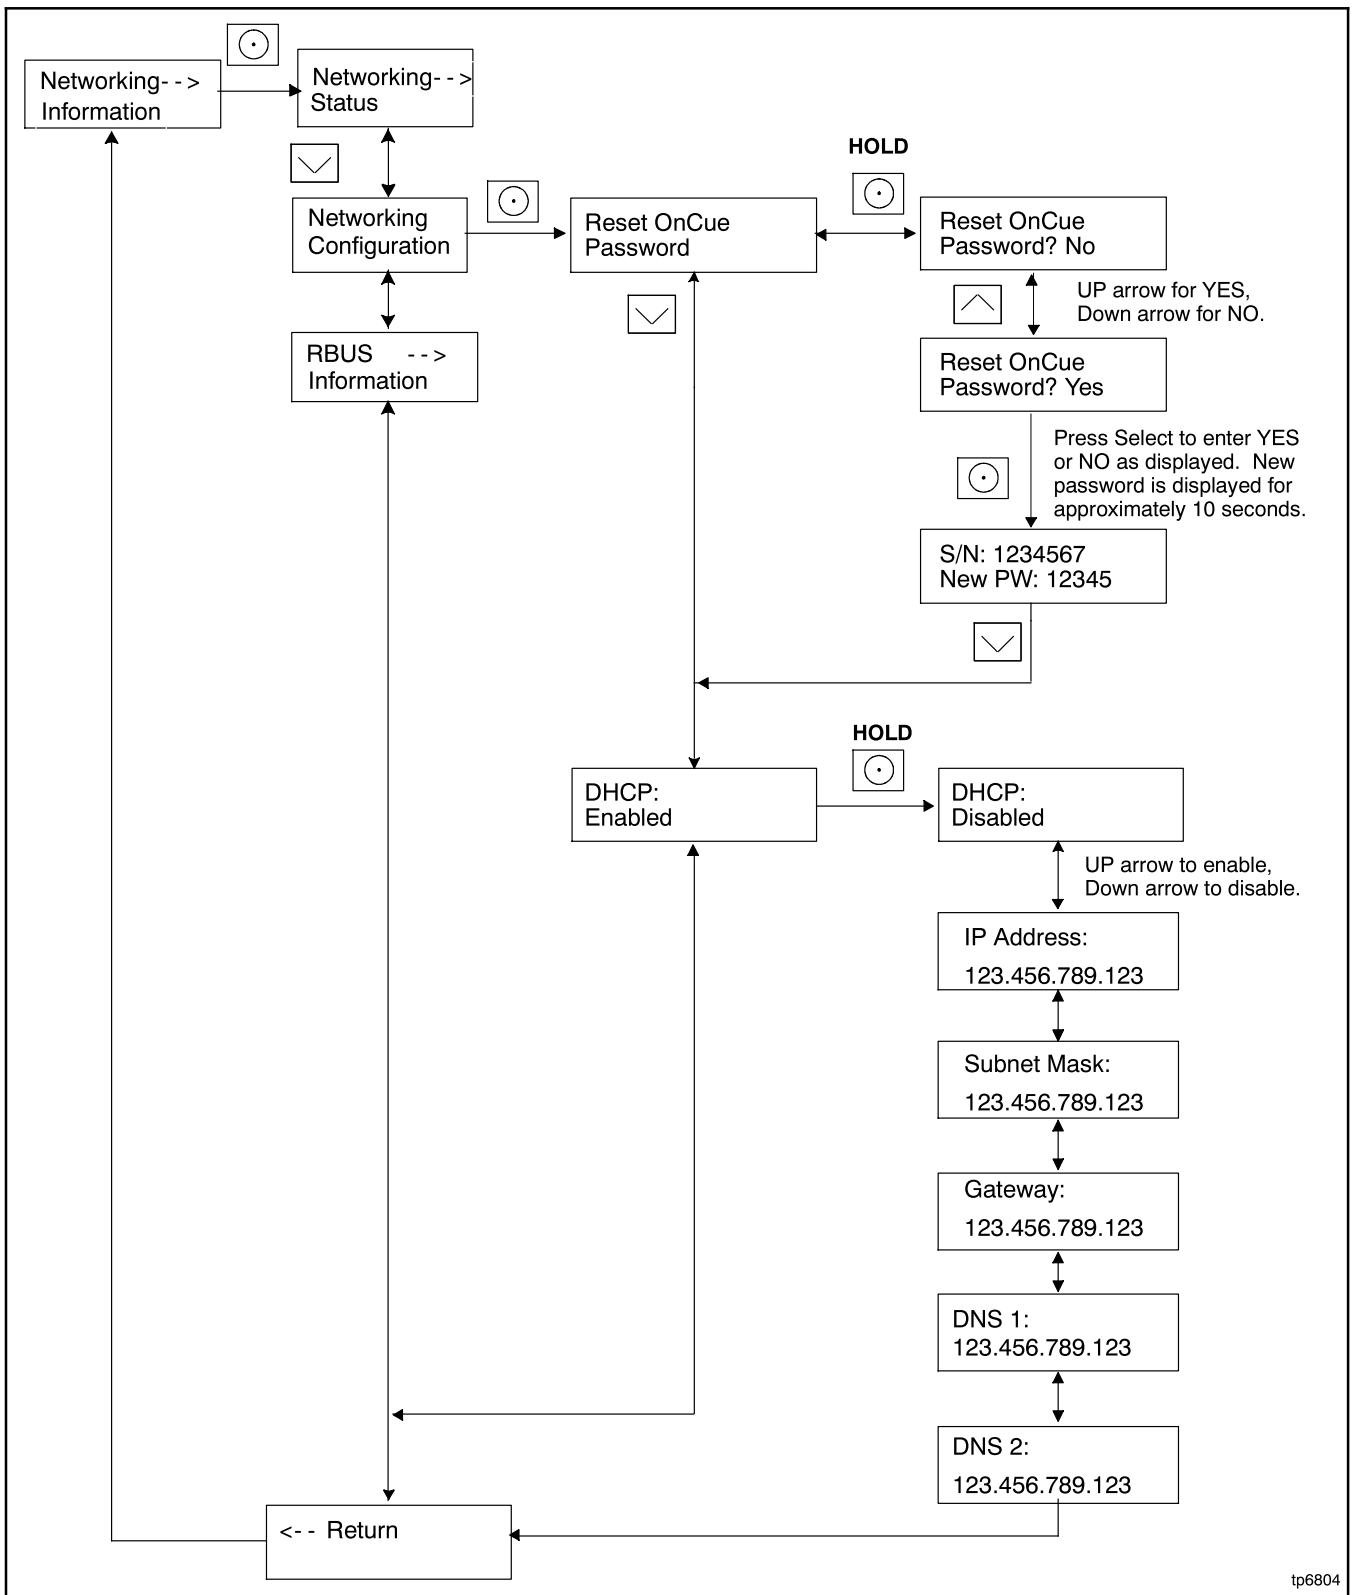 Networking- - >
Information
Networking- - >
Status
Networking
Configuration
RBUS - - >
Information
Reset OnCue
Password
HOLD
Reset OnCue
Password? No
UP arrow for YES,
Down arrow for NO.
Reset OnCue
Password? Yes
Press Select to enter YES
or NO as displayed. New
password is displayed for
approximately 10 seconds.
S/N: 1234567
New PW: 12345
DHCP:
Enabled
HOLD
DHCP:
Disabled
UP arrow to enable,
Down arrow to disable.
IP Address:
123.456.789.123
Subnet Mask:
123.456.789.123
Gateway:
123.456.789.123
DNS 1:
123.456.789.123
DNS 2:
123.456.789.123
<- - Return
tp6804